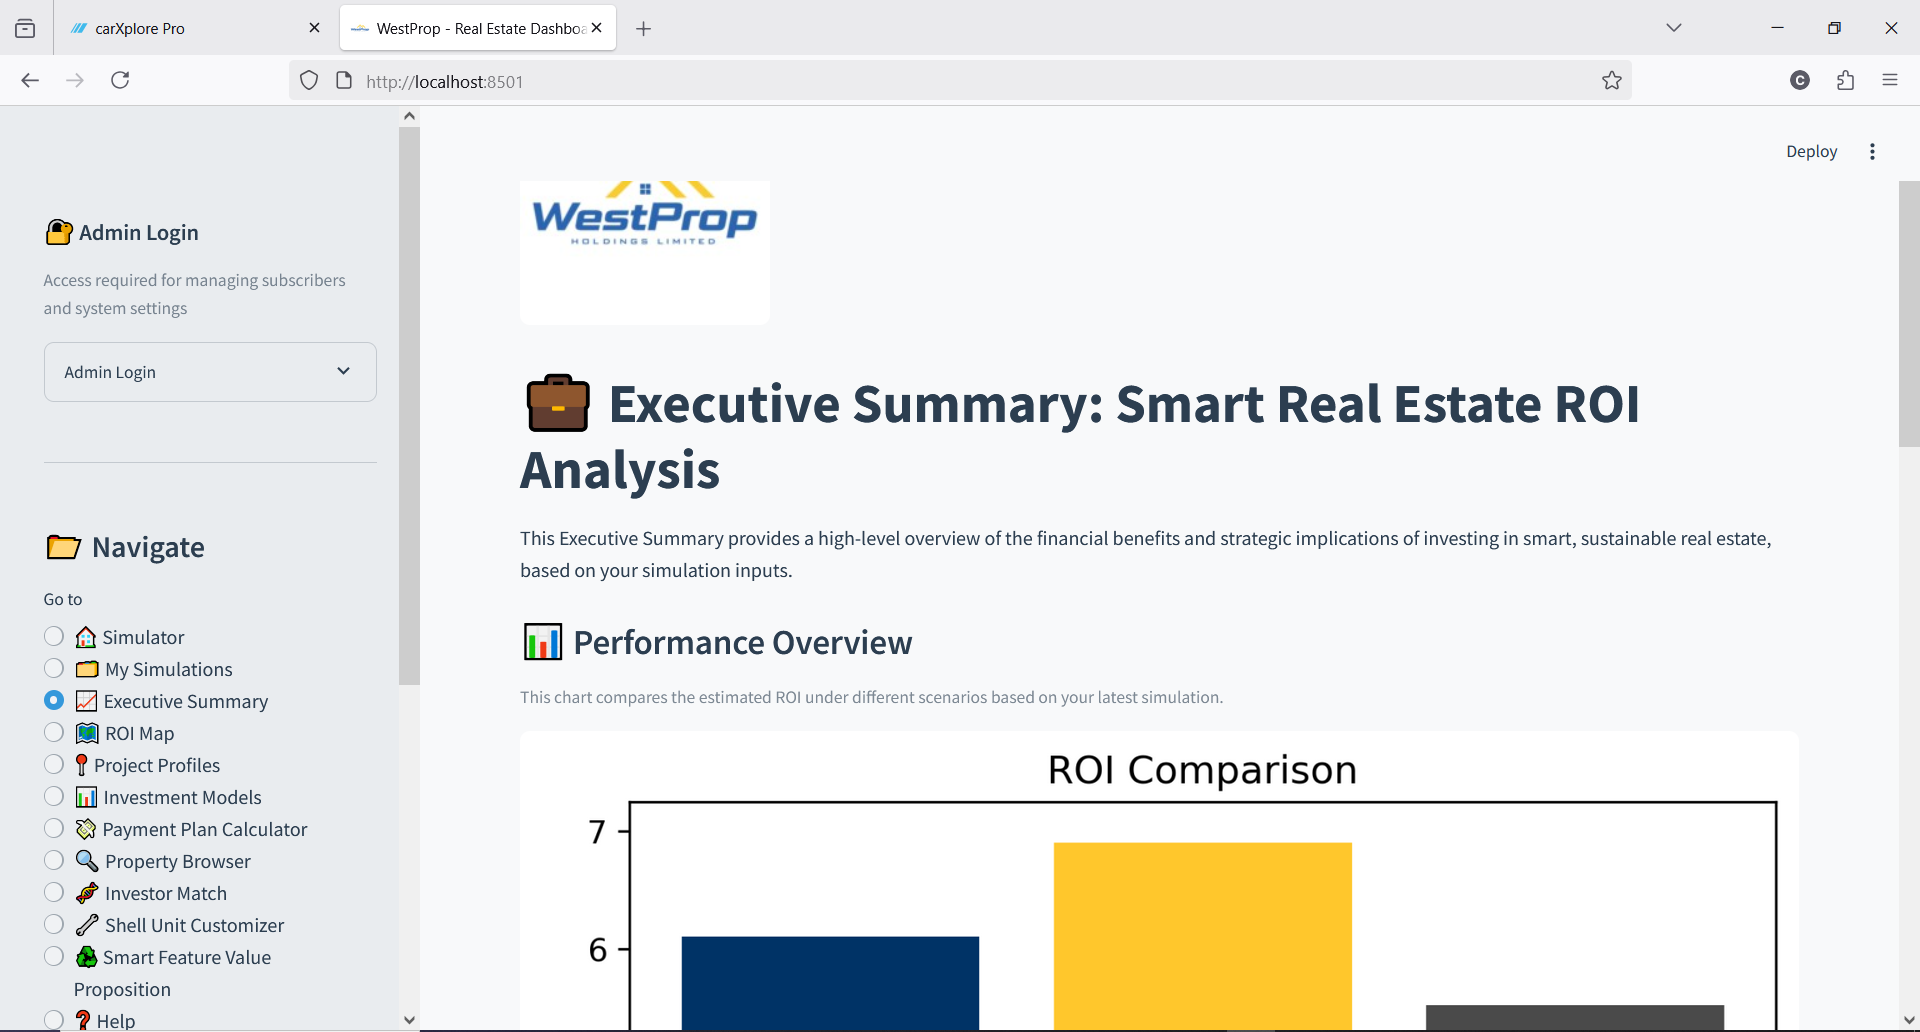 carXplore Pro
WestProp - Real Estate Dashboa
http://localhost:8501
C
Deploy
Admin Login
Access required for managing subscribers
and system settings
Admin Login
Navigate
Go to
Simulator
My Simulations
Executive Summary
ROI Map
Project Profiles
Investment Models
Payment Plan Calculator
Property Browser
Investor Match
Shell Unit Customizer
Smart Feature Value
Proposition
Help
WestProp
HOLDINGS LIMITED
Executive Summary: Smart Real Estate ROI
Analysis
This Executive Summary provides a high-level overview of the financial benefits and strategic implications of investing in smart, sustainable real estate,
based on your simulation inputs.
Performance Overview
This chart compares the estimated ROI under different scenarios based on your latest simulation.
ROI Comparison
7
6